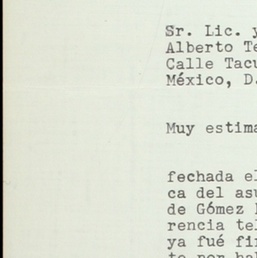 Sr. Lic. y
Alberto Te
Calle Tacu
México, D.
Muy estima
fechada el
ca del asu
de Gómez
rencia tel
ya fué fir